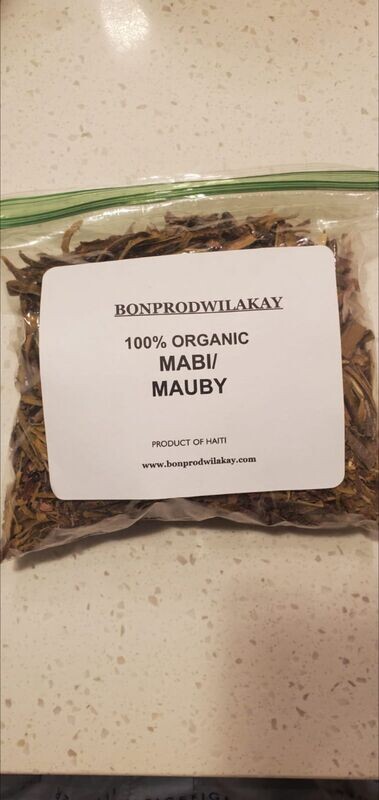 BONPRODWILAKAY
100% ORGANIC
MABI/
MAUBY
PRODUCT OF HAITI
www.bonprodwilakay.com